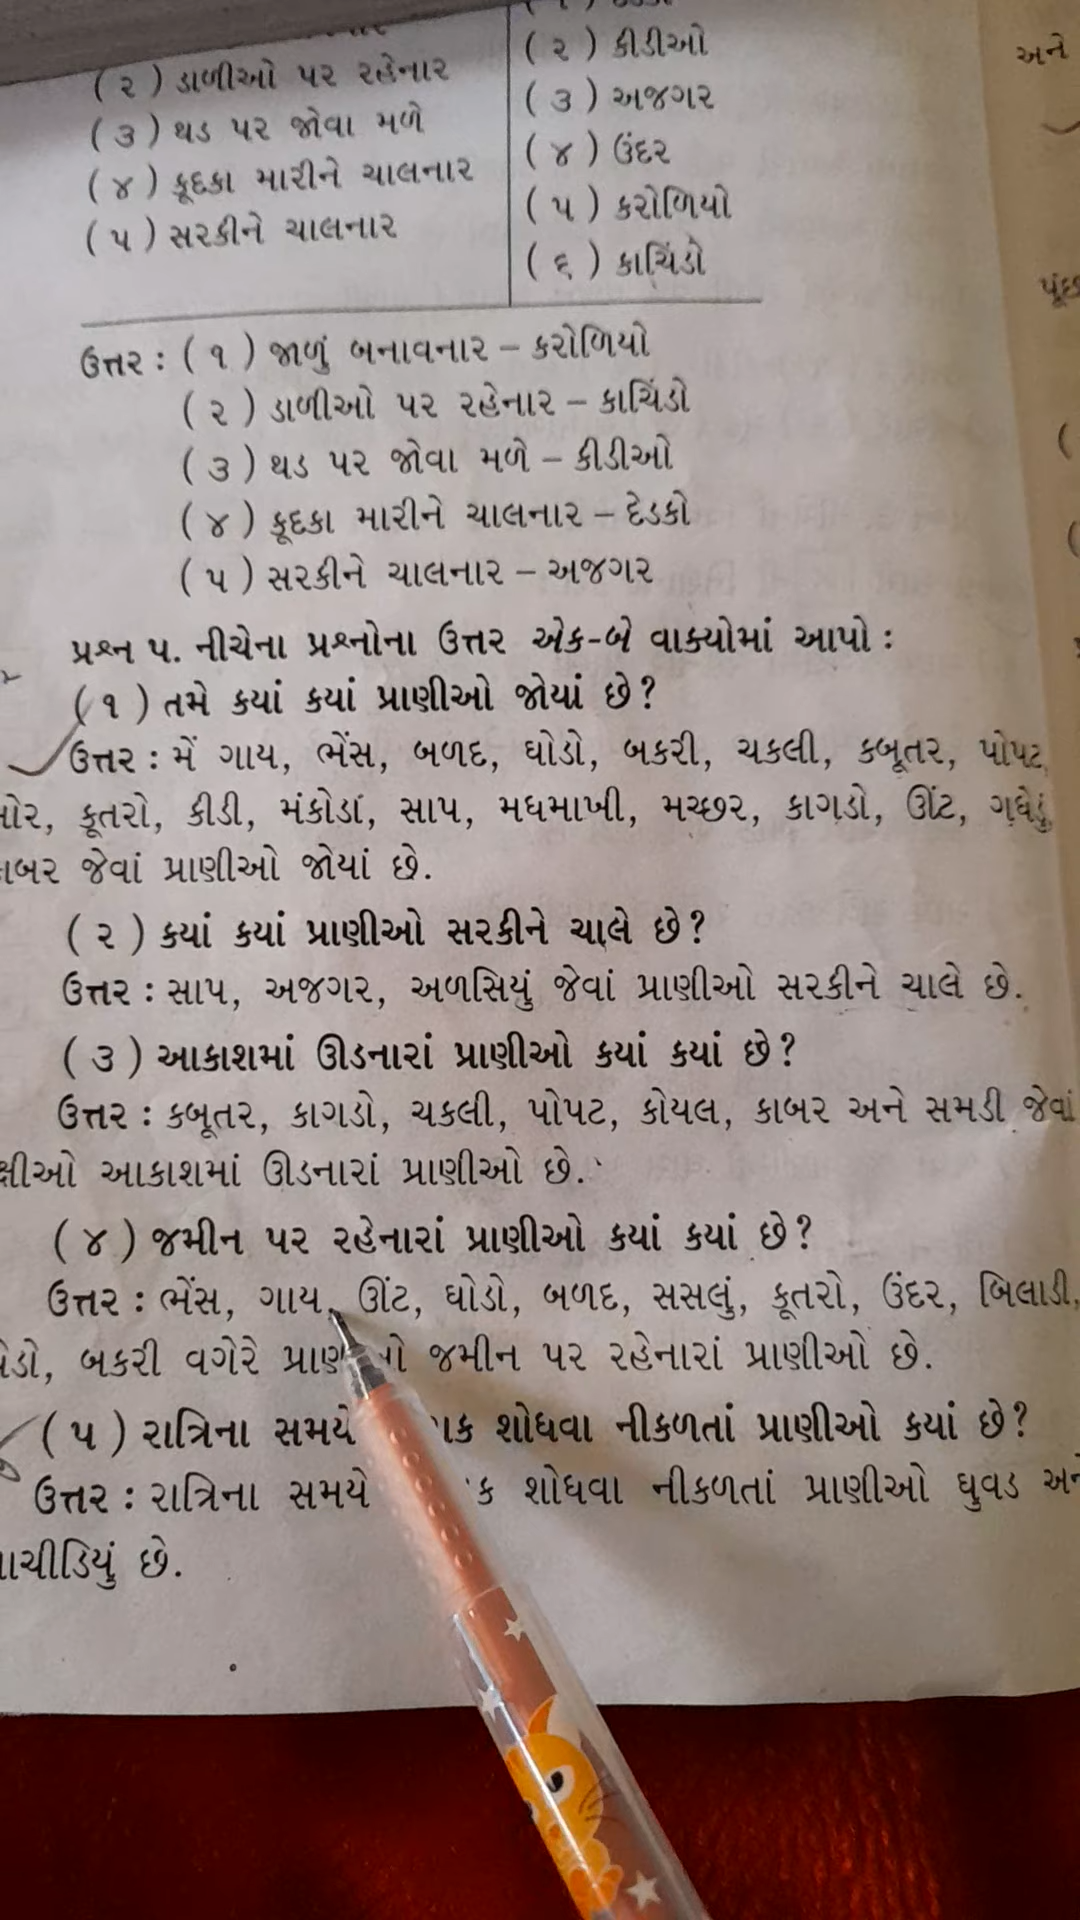 (૨) ડાળીઓ પર રહેનાર
(૩) થડ પર જોવા મળે
(૪) કૂદકા મારીને ચાલનાર
(૫) સરકીને ચાલનાર
(૨) કીડીઓ
(૩) અજગર
(૪) ઉંદર
(૫) કરોળિયો
(૬) કાચિંડો
ઉત્તર : (૧) જાળું બનાવનાર – કરોળિયો
(૨) ડાળીઓ પર રહેનાર – કાચિંડો
(૩) થડ પર જોવા મળે – કીડીઓ
(૪) કૂદકા મારીને ચાલનાર – દેડકો
(૫) સરકીને ચાલનાર – અજગર
પ્રશ્ન ૫. નીચેના પ્રશ્નોના ઉત્તર એક-બે વાક્યોમાં આપો :
(૧) તમે કયાં કયાં પ્રાણીઓ જોયાં છે?
ઉત્તર : મેં ગાય, ભેંસ, બળદ, ઘોડો, બકરી, ચકલી, કબૂતર, પોપટ,
કૂતરો, કીડી, મંકોડા, સાપ, મધમાખી, મચ્છર, કાગડો, ઊંટ, ગધેડું
જેવાં પ્રાણીઓ જોયાં છે.
(૨) કયાં કયાં પ્રાણીઓ સરકીને ચાલે છે?
ઉત્તર : સાપ, અજગર, અળસિયું જેવાં પ્રાણીઓ સરકીને ચાલે છે.
(૩) આકાશમાં ઊડનારાં પ્રાણીઓ કયાં કયાં છે?
ઉત્તર : કબૂતર, કાગડો, ચકલી, પોપટ, કોયલ, કાબર અને સમડી જેવાં
આકાશમાં ઊડનારાં પ્રાણીઓ છે.
(૪) જમીન પર રહેનારાં પ્રાણીઓ કયાં કયાં છે?
ઉત્તર : ભેંસ, ગાય, ઊંટ, ઘોડો, બળદ, સસલું, કૂતરો, ઉંદર, બિલાડી,
બકરી વગેરે જમીન પર રહેનારાં પ્રાણીઓ છે.
(૫) રાત્રિના સમયે શોધવા નીકળતાં પ્રાણીઓ કયાં છે?
ઉત્તર : રાત્રિના સમયે શોધવા નીકળતાં પ્રાણીઓ ઘુવડ
છે.
અને